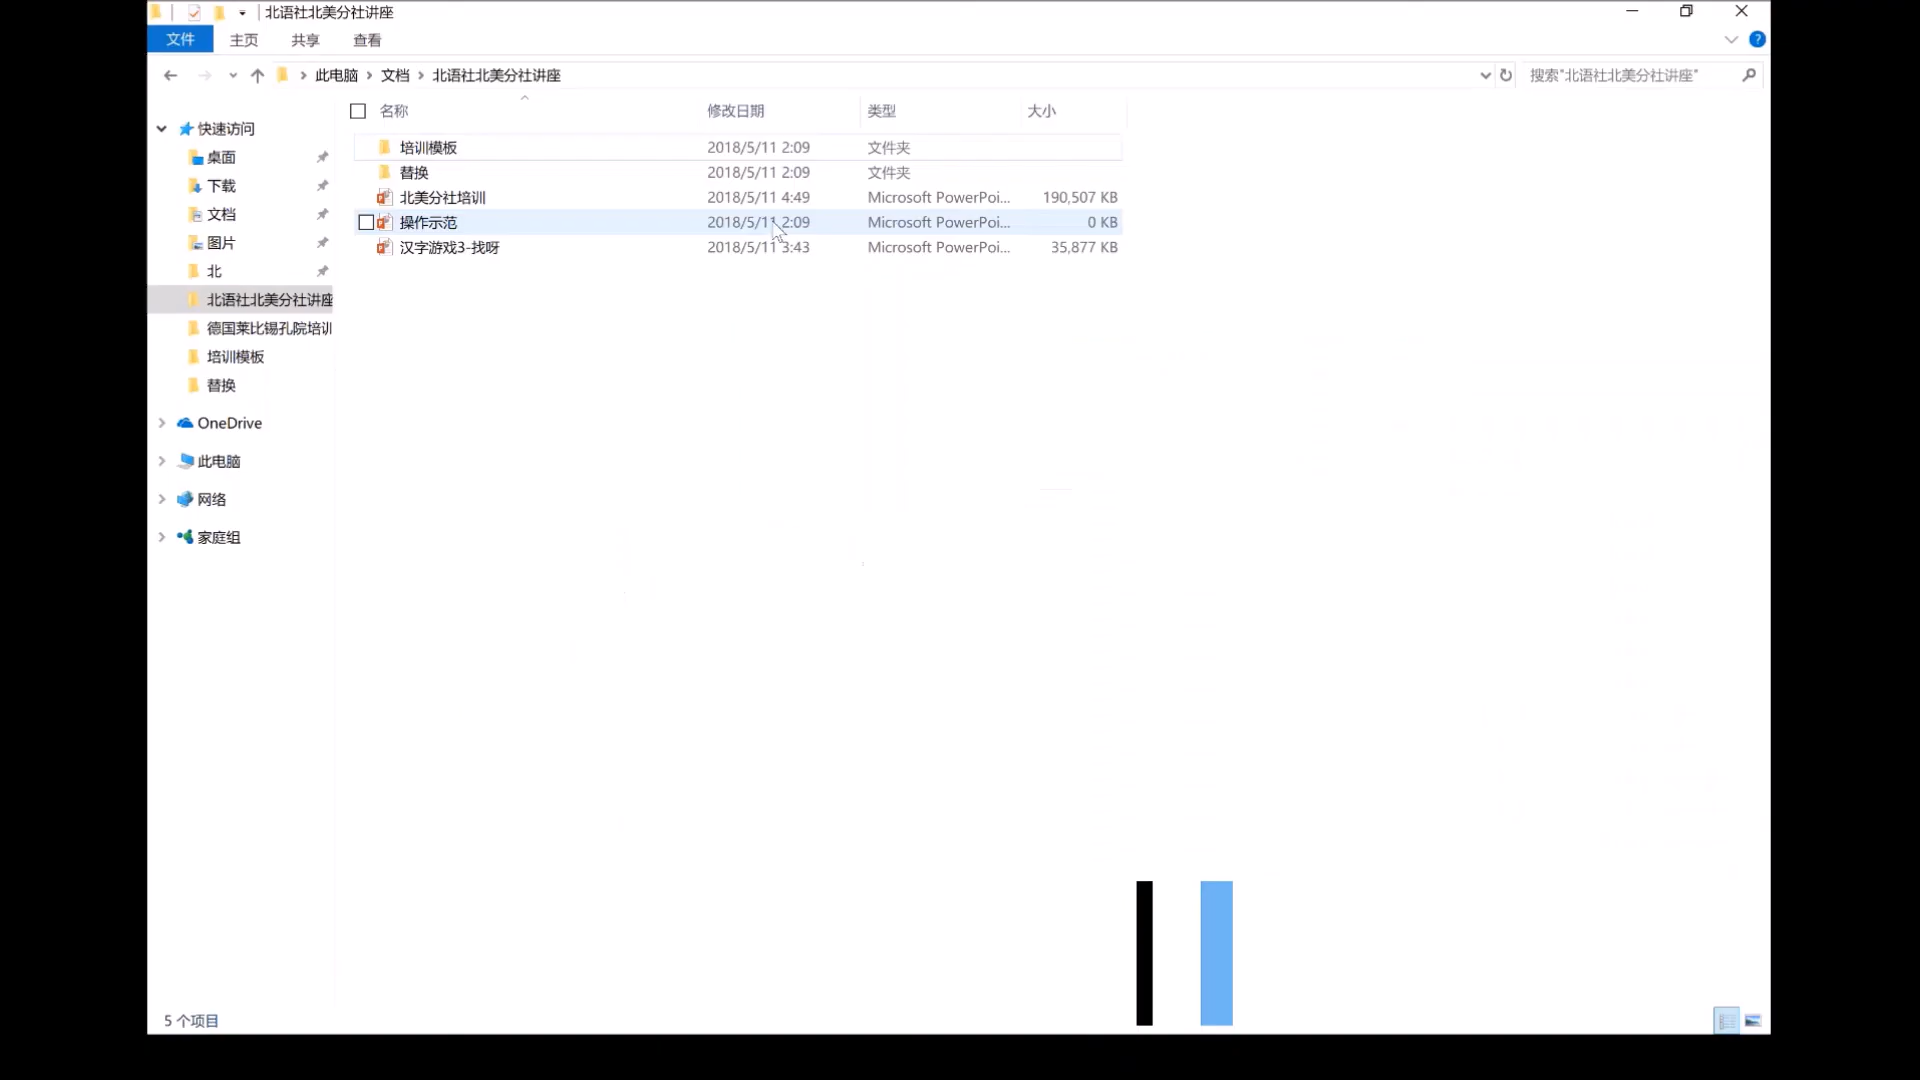 北语社北美分社讲座
文件 主页 共享 查看
此电脑 文档 北语社北美分社讲座 搜索"北语社北美分社讲座"
名称 修改日期 类型 大小
快速访问
桌面
下载
文档
图片
北
北语社北美分社讲座
德国莱比锡孔院培训
培训模板
替换
OneDrive
此电脑
网络
家庭组
培训模板 2018/5/11 2:09 文件夹
替换 2018/5/11 2:09 文件夹
北美分社培训 2018/5/11 4:49 Microsoft PowerPoi... 190,507 KB
操作示范 2018/5/11 2:09 Microsoft PowerPoi... 0 KB
汉字游戏3-找呀 2018/5/11 3:43 Microsoft PowerPoi... 35,877 KB
5 个项目